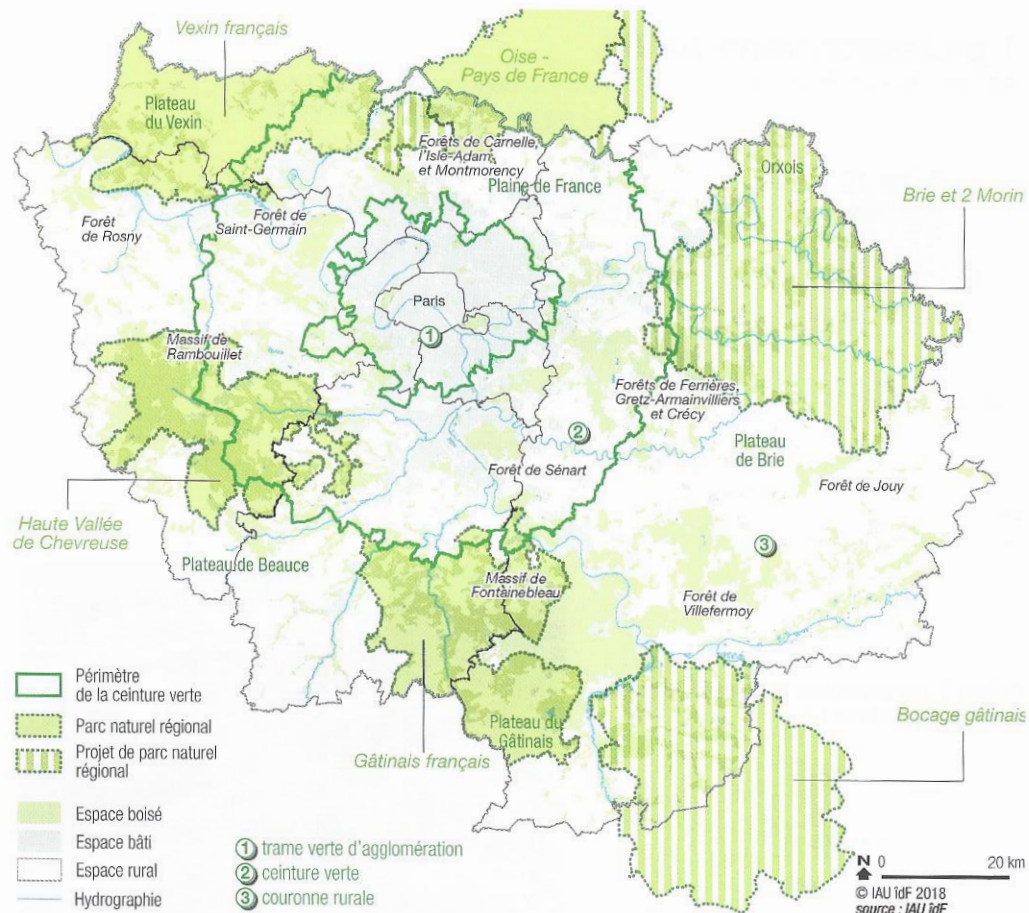 Vexin français
Oise -
Pays de France
Plateau
du Vexin
Forêts de Carnelle,
l'Isle-Adam
et Montmorency
Plaine de France
Orxois
Brie et 2 Morin
Forêt
de Rosny
Forêt de
Saint-Germain
Paris
1
Massif de
Rambouillet
Forêts de Ferrières,
Gretz-Armainvilliers
et Crécy
2
Plateau
de Brie
Forêt de Sénart
Forêt de Jouy
Haute Vallée
de Chevreuse
Plateau de Beauce
3
Massif de
Fontainebleau
Forêt de
Villefermoy
Plateau du
Gâtinais
Gâtinais français
Bocage gâtinais
Périmètre
de la ceinture verte
Parc naturel régional
Projet de parc naturel
régional
Espace boisé
Espace bâti
Espace rural
Hydrographie
1 trame verte d'agglomération
2 ceinture verte
3 couronne rurale
N 0 20 km
© IAU îdF 2018
source : IAU îdF